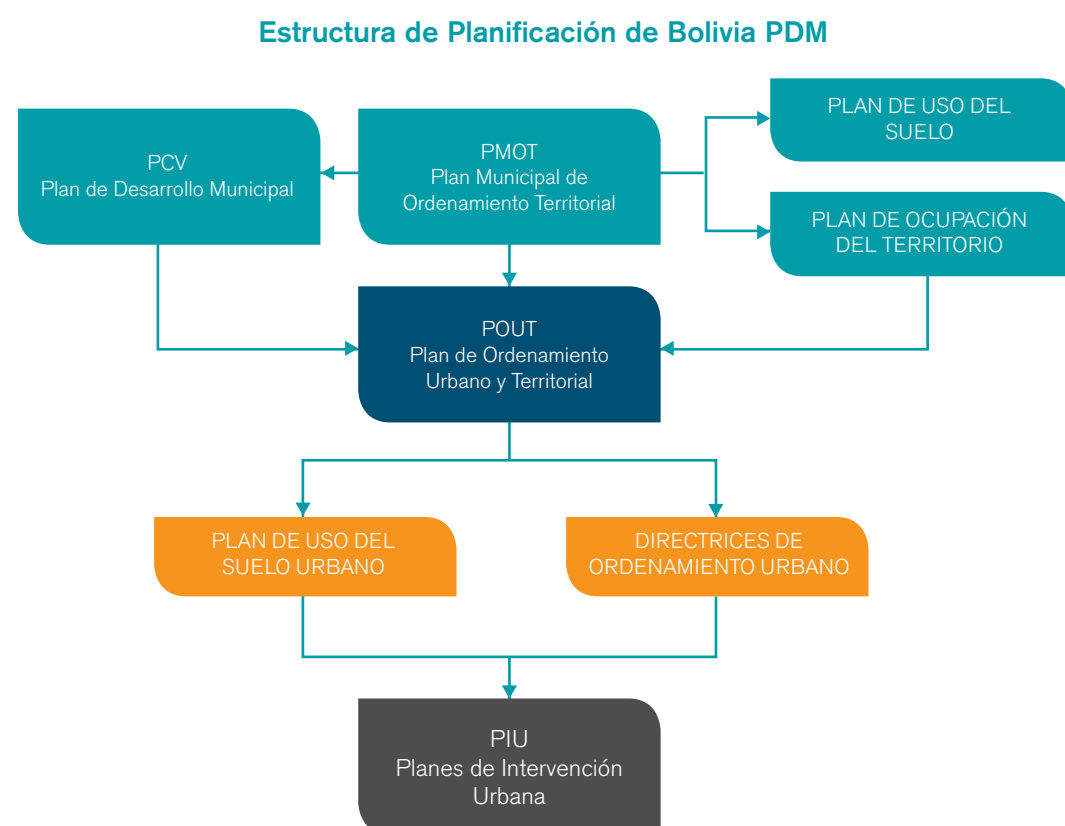 Estructura de Planificación de Bolivia PDM
PCV
Plan de Desarrollo Municipal
PMOT
Plan Municipal de
Ordenamiento Territorial
PLAN DE USO DEL
SUELO
PLAN DE OCUPACIÓN
DEL TERRITORIO
POUT
Plan de Ordenamiento
Urbano y Territorial
PLAN DE USO DEL
SUELO URBANO
DIRECTRICES DE
ORDENAMIENTO URBANO
PIU
Planes de Intervención
Urbana